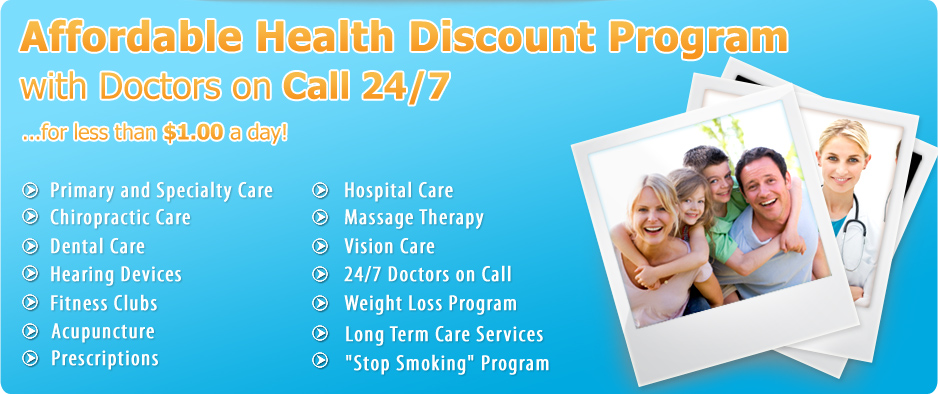 Affordable Health Discount Program
with Doctors on Call 24/7
...for less than $1.00 a day!
Primary and Specialty Care
Chiropractic Care
Dental Care
Hearing Devices
Fitness Clubs
Acupuncture
Prescriptions
Hospital Care
Massage Therapy
Vision Care
24/7 Doctors on Call
Weight Loss Program
Long Term Care Services
"Stop Smoking" Program